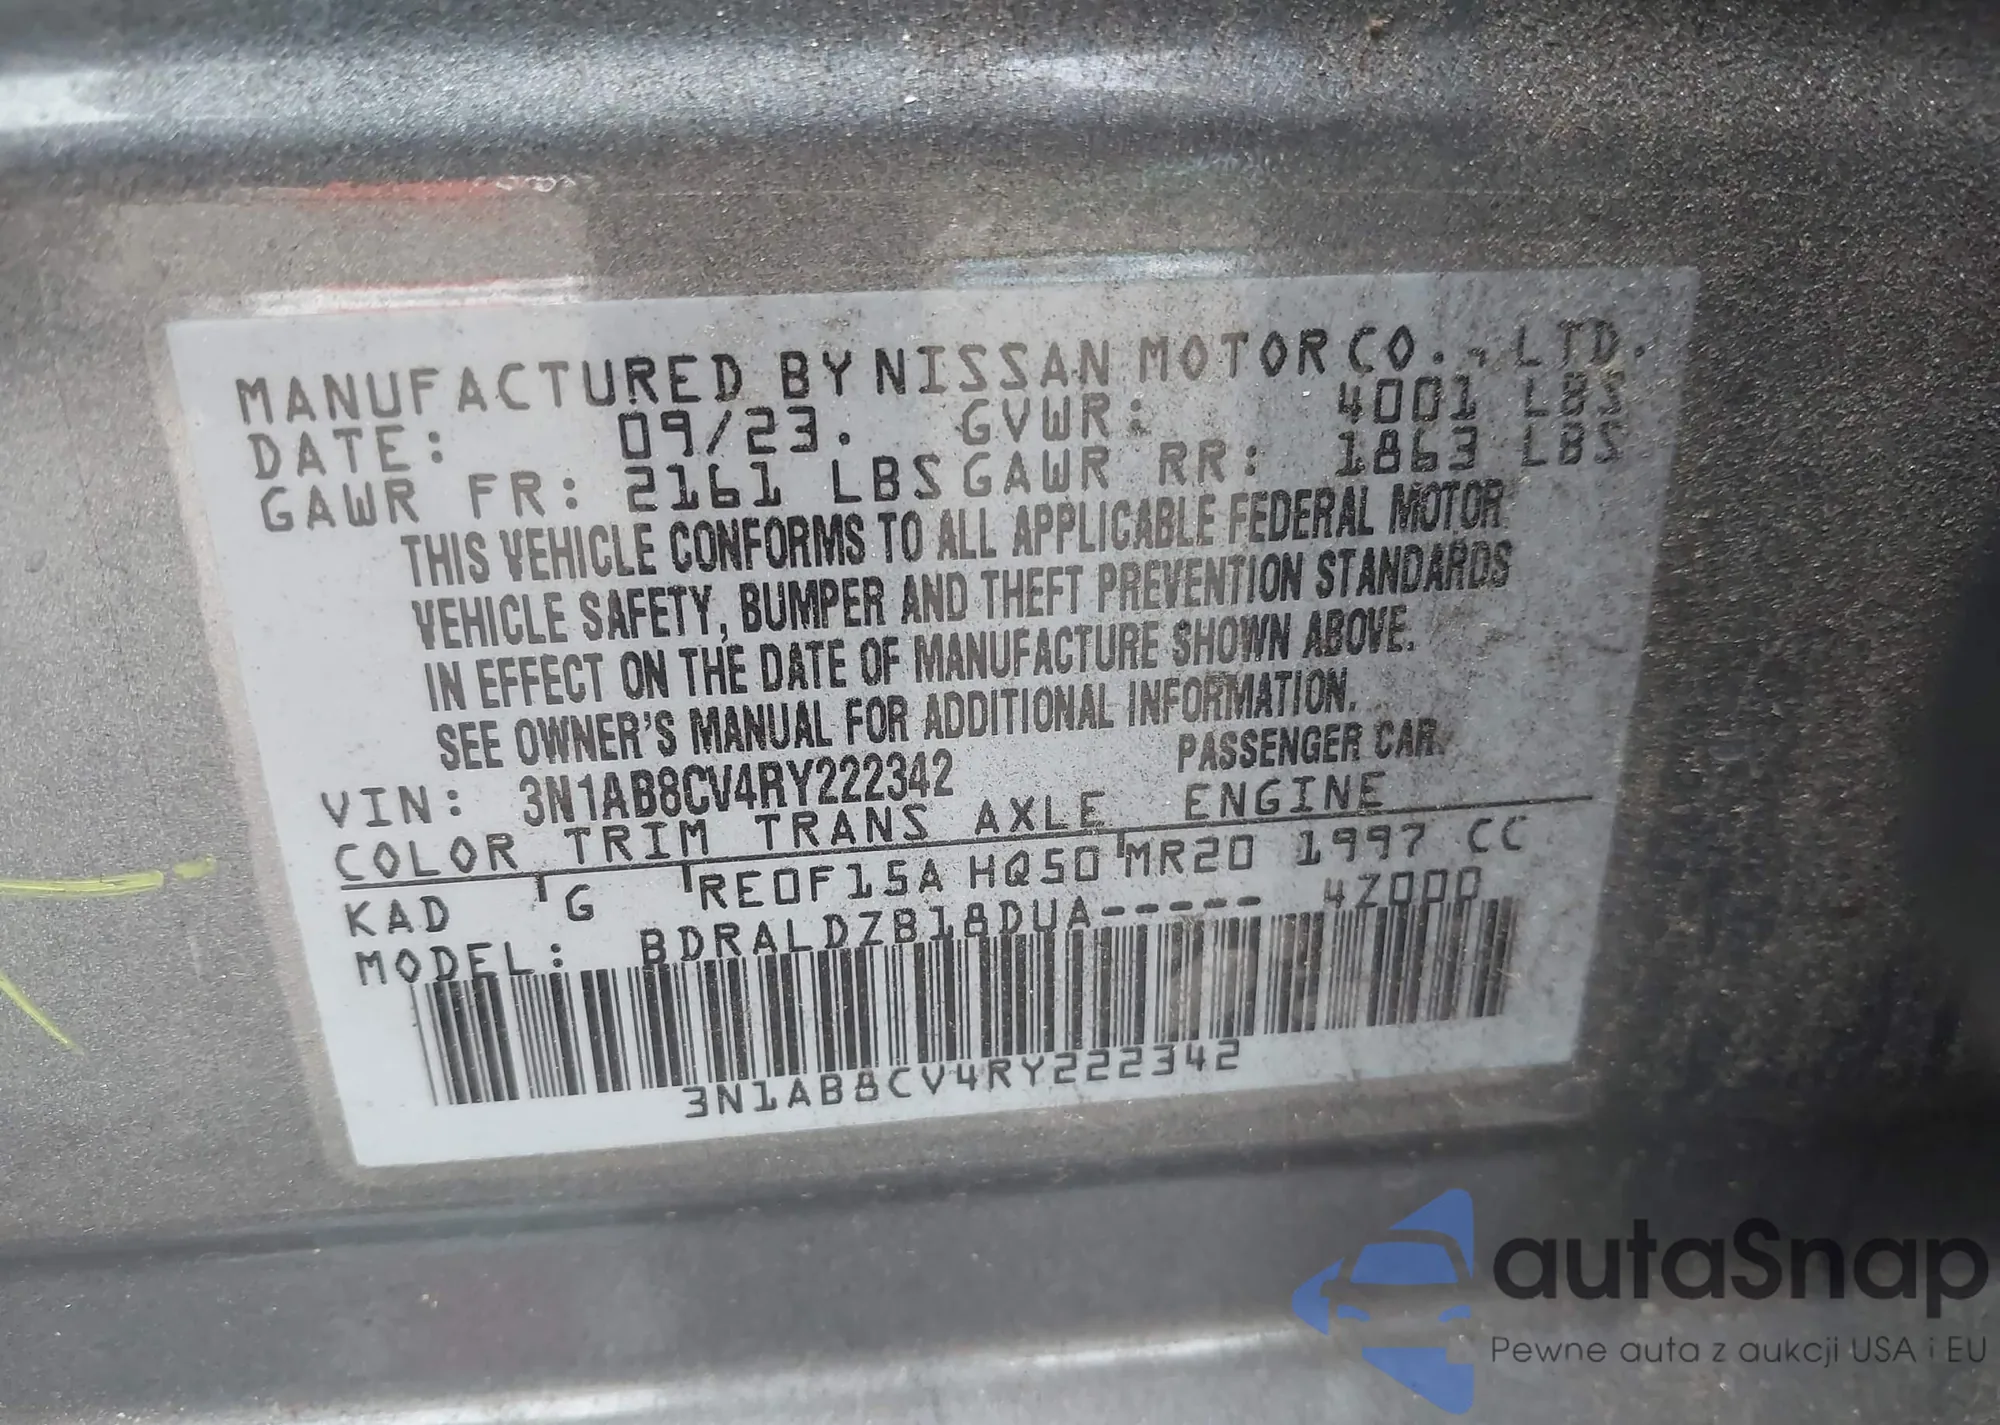 MANUFACTURED BY NISSAN MOTOR CO., LTD.
DATE: 09/23. GVWR: 4001 LBS
GAWR FR: 2161 LBS GAWR RR: 1863 LBS
THIS VEHICLE CONFORMS TO ALL APPLICABLE FEDERAL MOTOR
VEHICLE SAFETY, BUMPER AND THEFT PREVENTION STANDARDS
IN EFFECT ON THE DATE OF MANUFACTURE SHOWN ABOVE.
SEE OWNER'S MANUAL FOR ADDITIONAL INFORMATION.
VIN: 3N1AB8CV4RY222342 PASSENGER CAR.
COLOR TRIM TRANS AXLE ENGINE
KAD G RE0F15A HQ50 MR20 1997 CC
MODEL: BDRALDZB18DUA----- 4Z000
3N1AB8CV4RY222342
autaSnap
Pewne auta z aukcji USA i EU